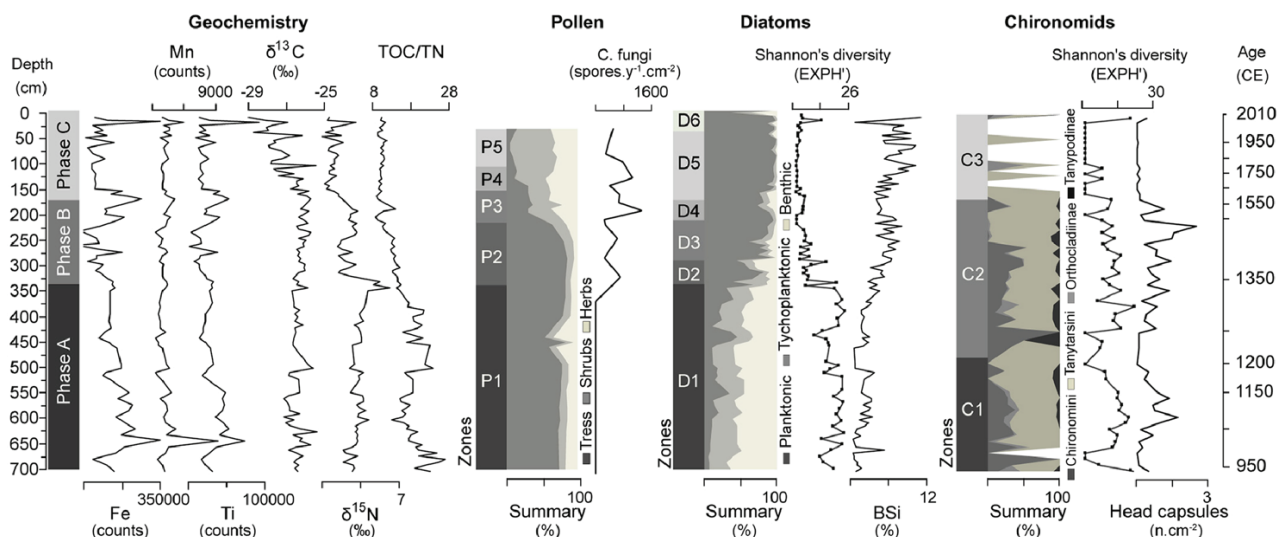 Geochemistry
Pollen
Diatoms
Chironomids
Depth
(cm)
Mn
(counts)
δ13C
(‰)
TOC/TN
C. fungi
(spores.y-1.cm-2)
Shannon's diversity
(EXPH')
Shannon's diversity
(EXPH')
Age
(CE)
9000 -29 -25 8 28
1600
26
30
0
50
100
150
200
250
300
350
400
450
500
550
600
650
700
Phase C
Phase B
Phase A
P5
P4
P3
P2
P1
Zones
Tress
Shrubs
Herbs
D6
D5
D4
D3
D2
D1
Zones
Planktonic
Tychoplanktonic
Benthic
C3
C2
C1
Zones
Chironomini
Tanytarsini
Orthocladiinae
Tanypodinae
2010
1950
1750
1550
1350
1200
1150
950
350000
100000
7
100
100
12
100
3
Fe
(counts)
Ti
(counts)
δ15N
(‰)
Summary
(%)
Summary
(%)
BSi
Summary
(%)
Head capsules
(n.cm-2)